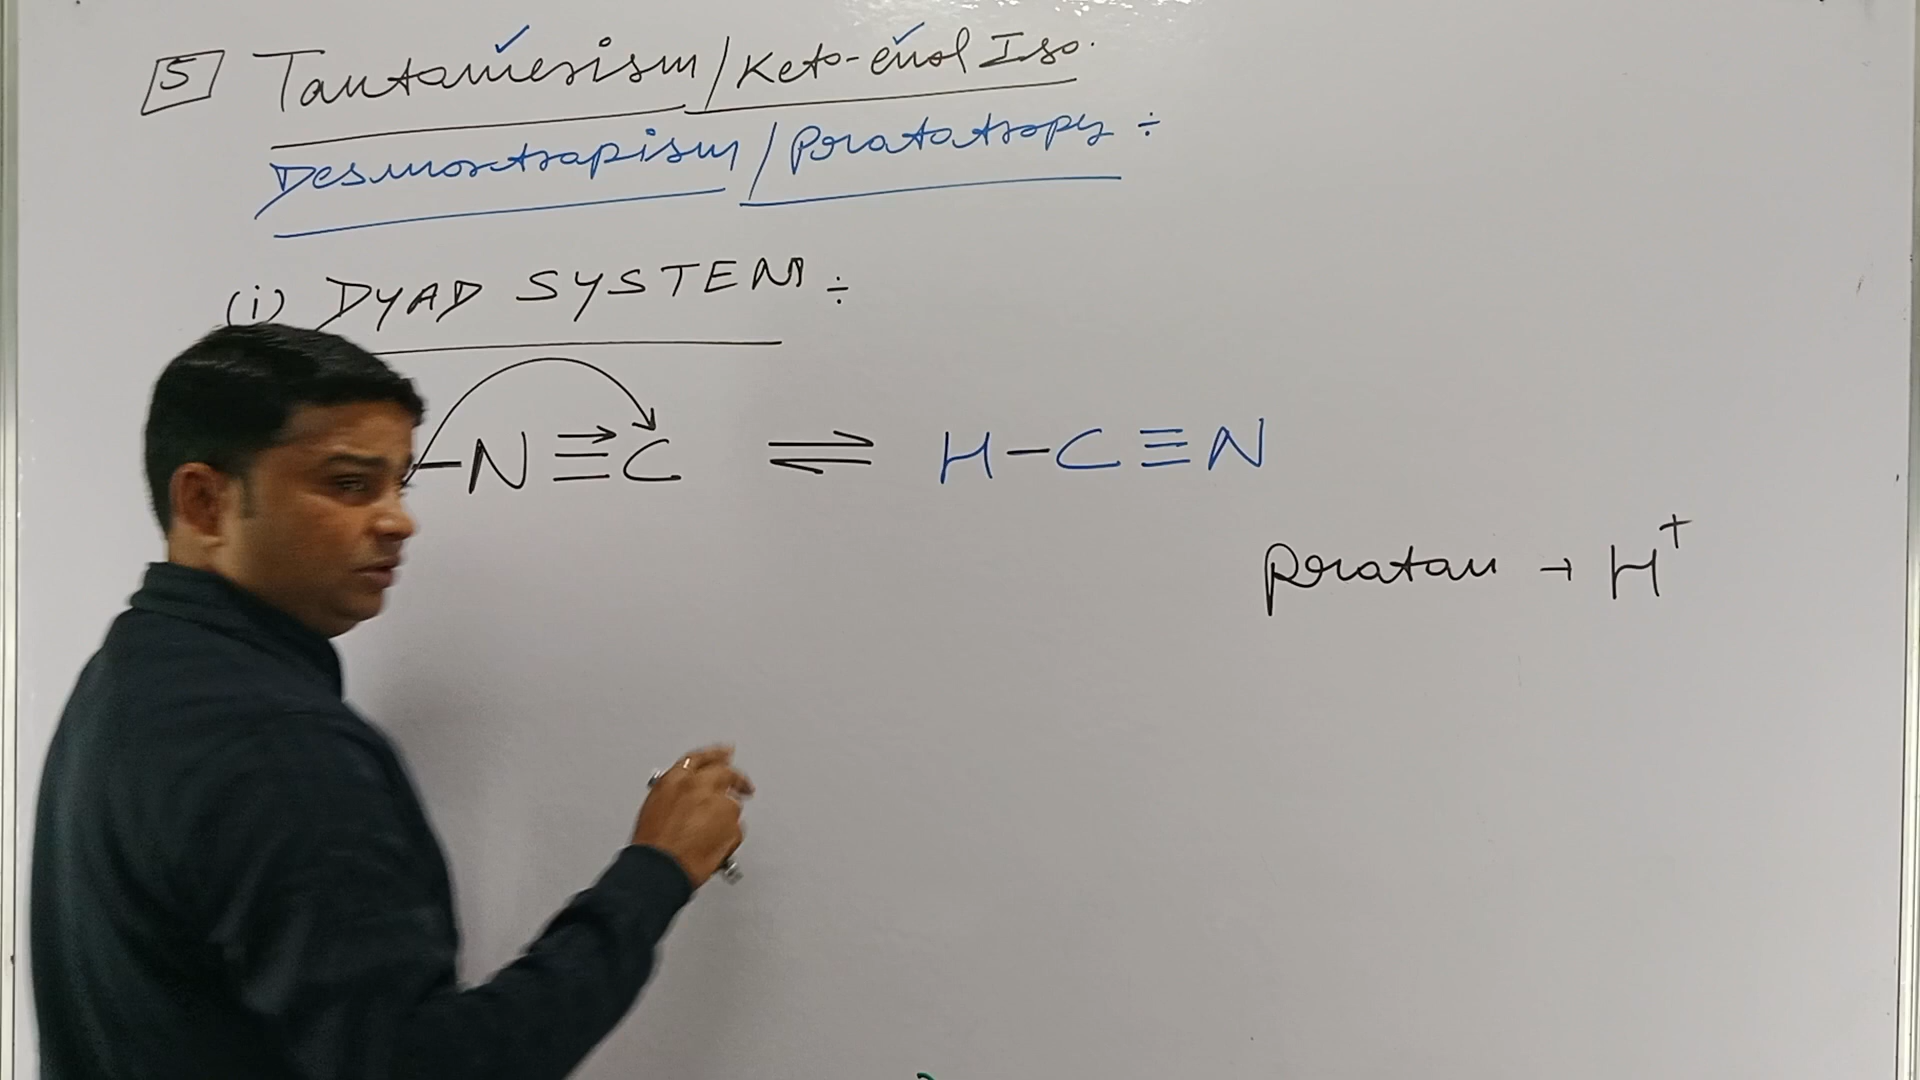 5 Tautomerism/Keto-enol Iso.
Desmotropism/Prototropy ÷
(i) DYAD SYSTEM ÷
-N≡C ⇌ H-C≡N
Proton → H⁺